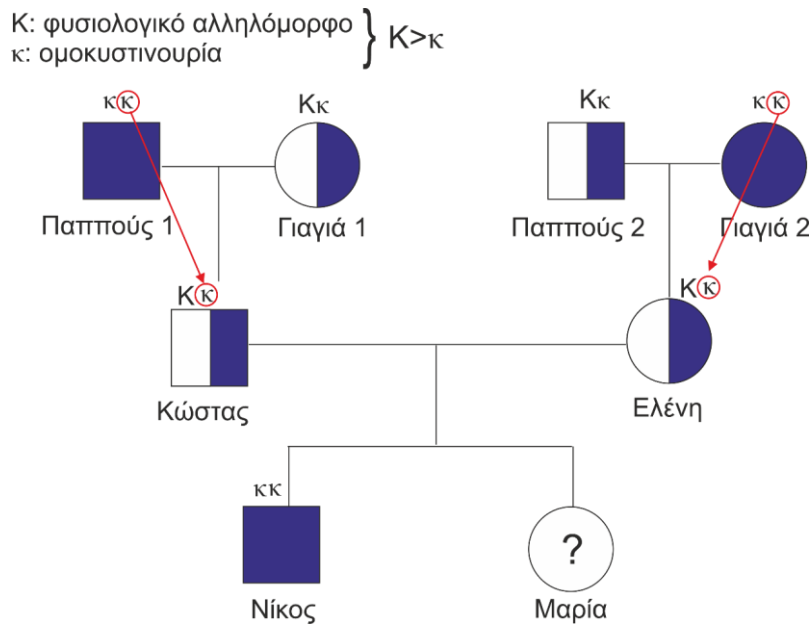 Κ: φυσιολογικό αλληλόμορφο
κ: ομοκυστινουρία
Κ>κ
κκ Κκ Κκ κκ
Παππούς 1 Γιαγιά 1 Παππούς 2 Γιαγιά 2
Κκ Κκ
Κώστας Ελένη
κκ
?
Νίκος Μαρία